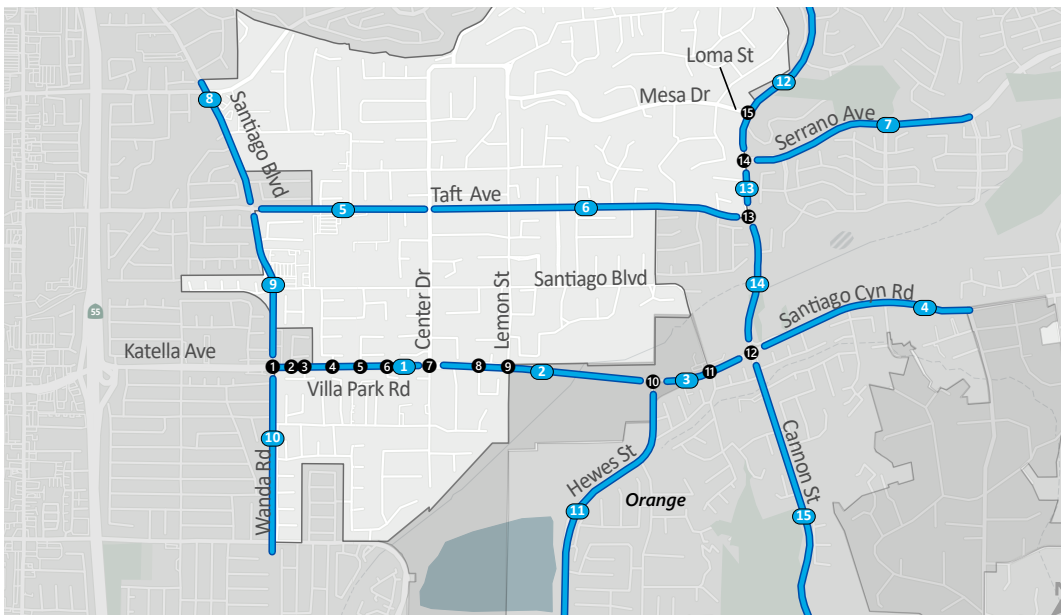 Loma St
12
8
Mesa Dr
15
Serrano Ave
7
Santiago Blvd
14
13
Taft Ave
5
6
13
Santiago Blvd
9
14
Center Dr
Lemon St
Santiago Cyn Rd
4
55
Katella Ave
1
2
3
4
5
6
1
7
8
9
2
10
3
11
12
Villa Park Rd
10
Wanda Rd
Hewes St
Cannon St
Orange
11
15